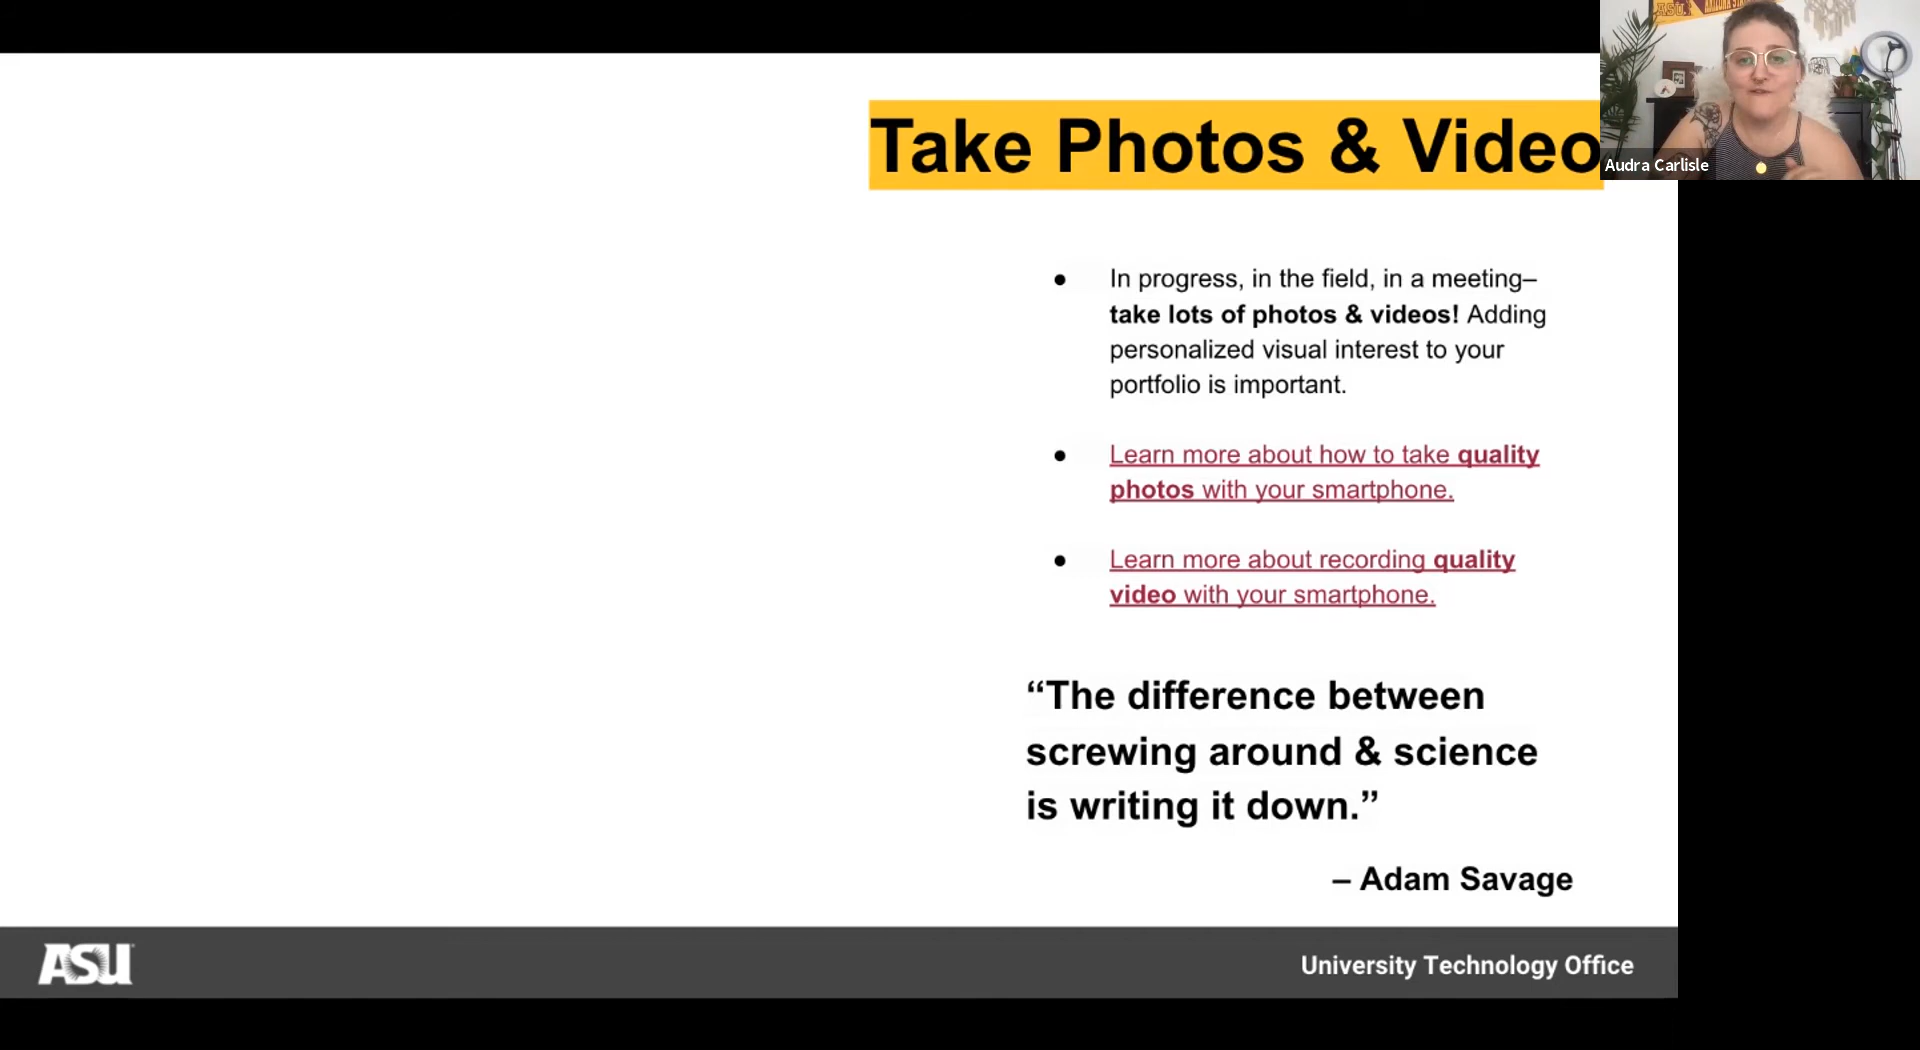 Take Photos & Video
ASU
ARIZONA STA
Audra Carlisle
● In progress, in the field, in a meeting–
take lots of photos & videos! Adding
personalized visual interest to your
portfolio is important.
● Learn more about how to take quality
photos with your smartphone.
● Learn more about recording quality
video with your smartphone.
“The difference between
screwing around & science
is writing it down.”
– Adam Savage
ASU
University Technology Office